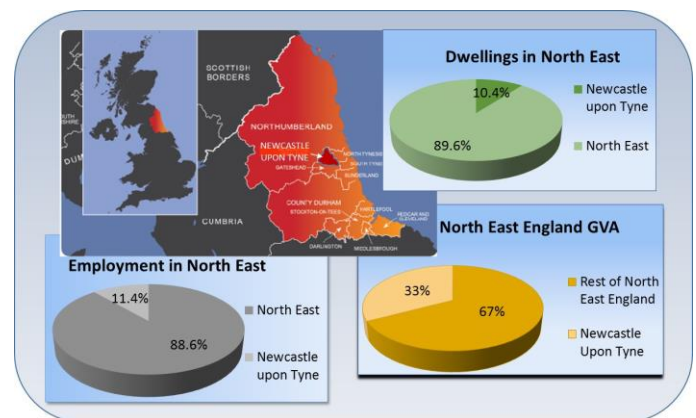 SCOTTISH
BORDERS
NORTHUMBERLAND
NEWCASTLE
UPON TYNE
NORTH TYNESIDE
SOUTH TYNE
GATESHEAD
SUNDERLAND
COUNTY DURHAM
STOCKTON-ON-TEES
HARTLEPOOL
REDCAR AND
CLEVELAND
DARLINGTON
MIDDLESBROUGH
CUMBRIA
DUM
Dwellings in North East
10.4%
89.6%
Newcastle
upon Tyne
North East
Employment in North East
11.4%
88.6%
North East
Newcastle
upon Tyne
North East England GVA
33%
67%
Rest of North
East England
Newcastle
Upon Tyne